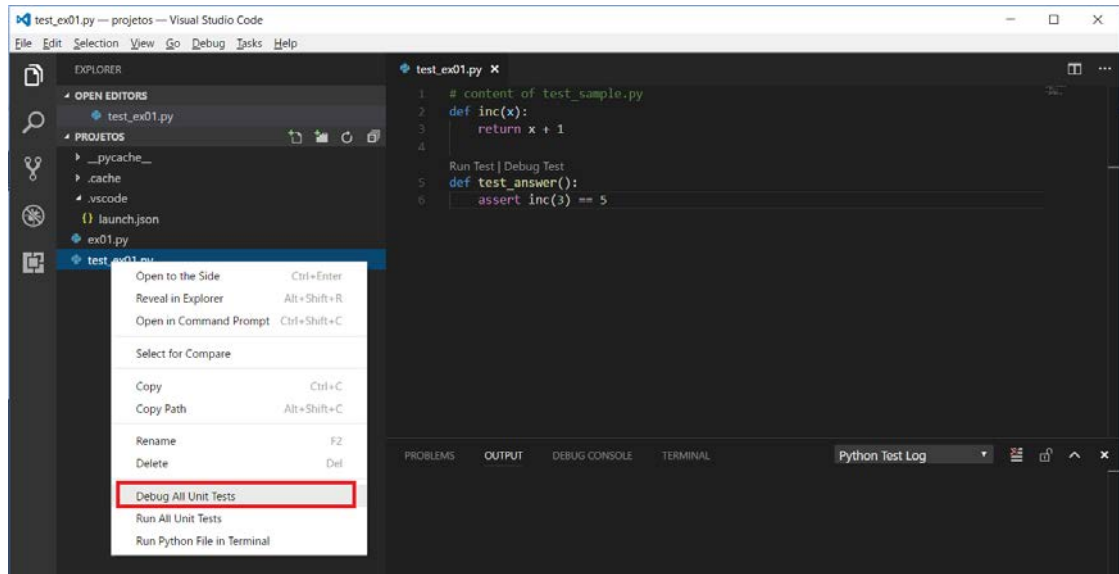 test_ex01.py — projetos — Visual Studio Code
File Edit Selection View Go Debug Tasks Help
EXPLORER
OPEN EDITORS
test_ex01.py
PROJETOS
__pycache__
.cache
.vscode
{} launch.json
ex01.py
test_ex01.py
Open to the Side Ctrl+Enter
Reveal in Explorer Alt+Shift+R
Open in Command Prompt Ctrl+Shift+C
Select for Compare
Copy Ctrl+C
Copy Path Alt+Shift+C
Rename F2
Delete Del
Debug All Unit Tests
Run All Unit Tests
Run Python File in Terminal
test_ex01.py ×
1 # content of test_sample.py
2 def inc(x):
3 return x + 1
4
Run Test | Debug Test
5 def test_answer():
6 assert inc(3) == 5
PROBLEMS OUTPUT DEBUG CONSOLE TERMINAL Python Test Log